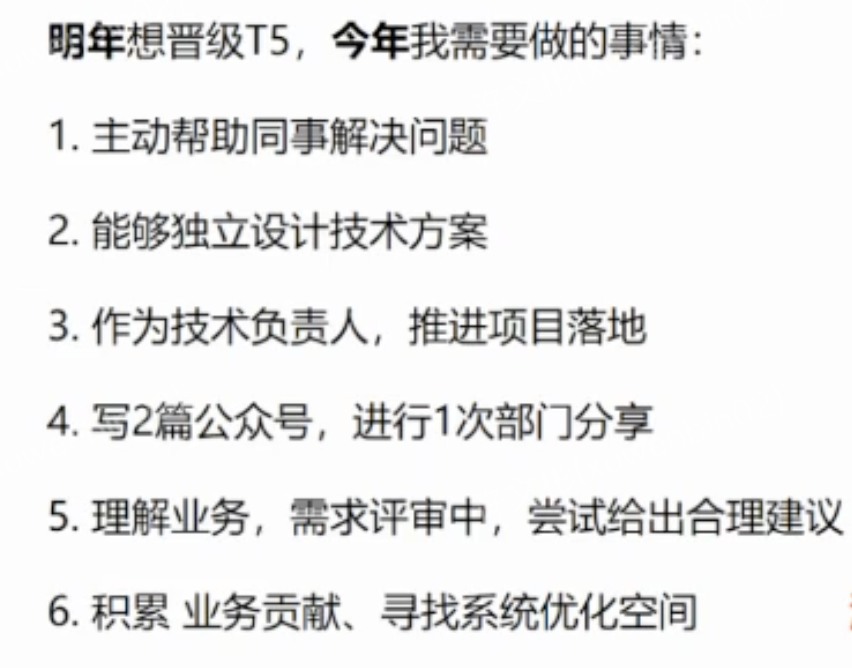 明年想晋级T5，今年我需要做的事情：
1. 主动帮助同事解决问题
2. 能够独立设计技术方案
3. 作为技术负责人，推进项目落地
4. 写2篇公众号，进行1次部门分享
5. 理解业务，需求评审中，尝试给出合理建议
6. 积累 业务贡献、寻找系统优化空间